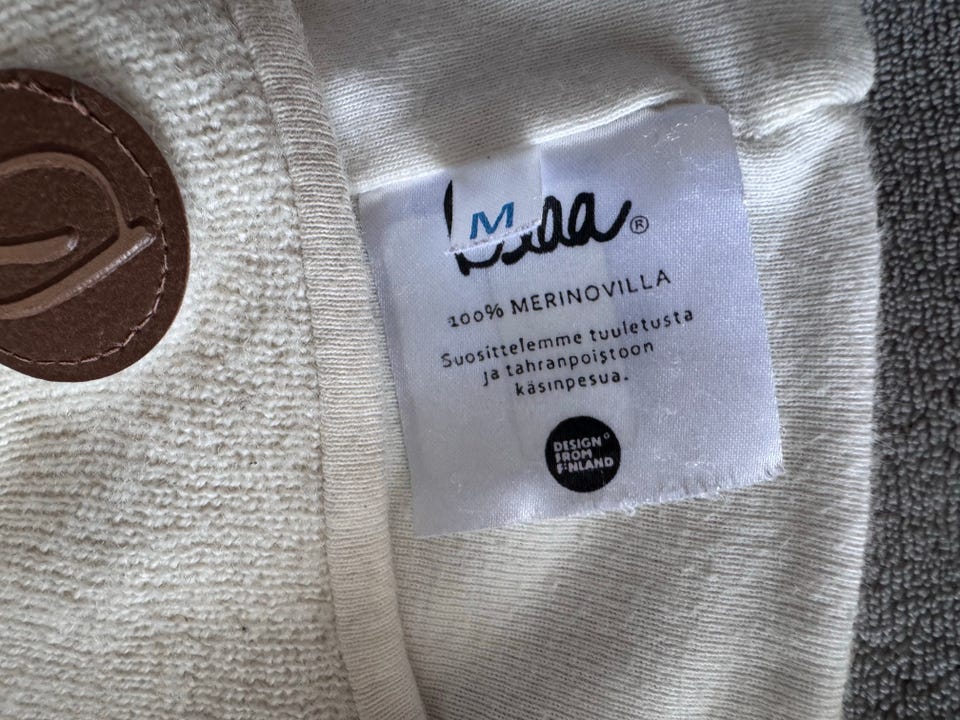 M
100% MERINOVILLA
Suosittelemme tuuletusta
ja tahranpoistoon
käsinpesua.
DESIGN
FROM
FINLAND